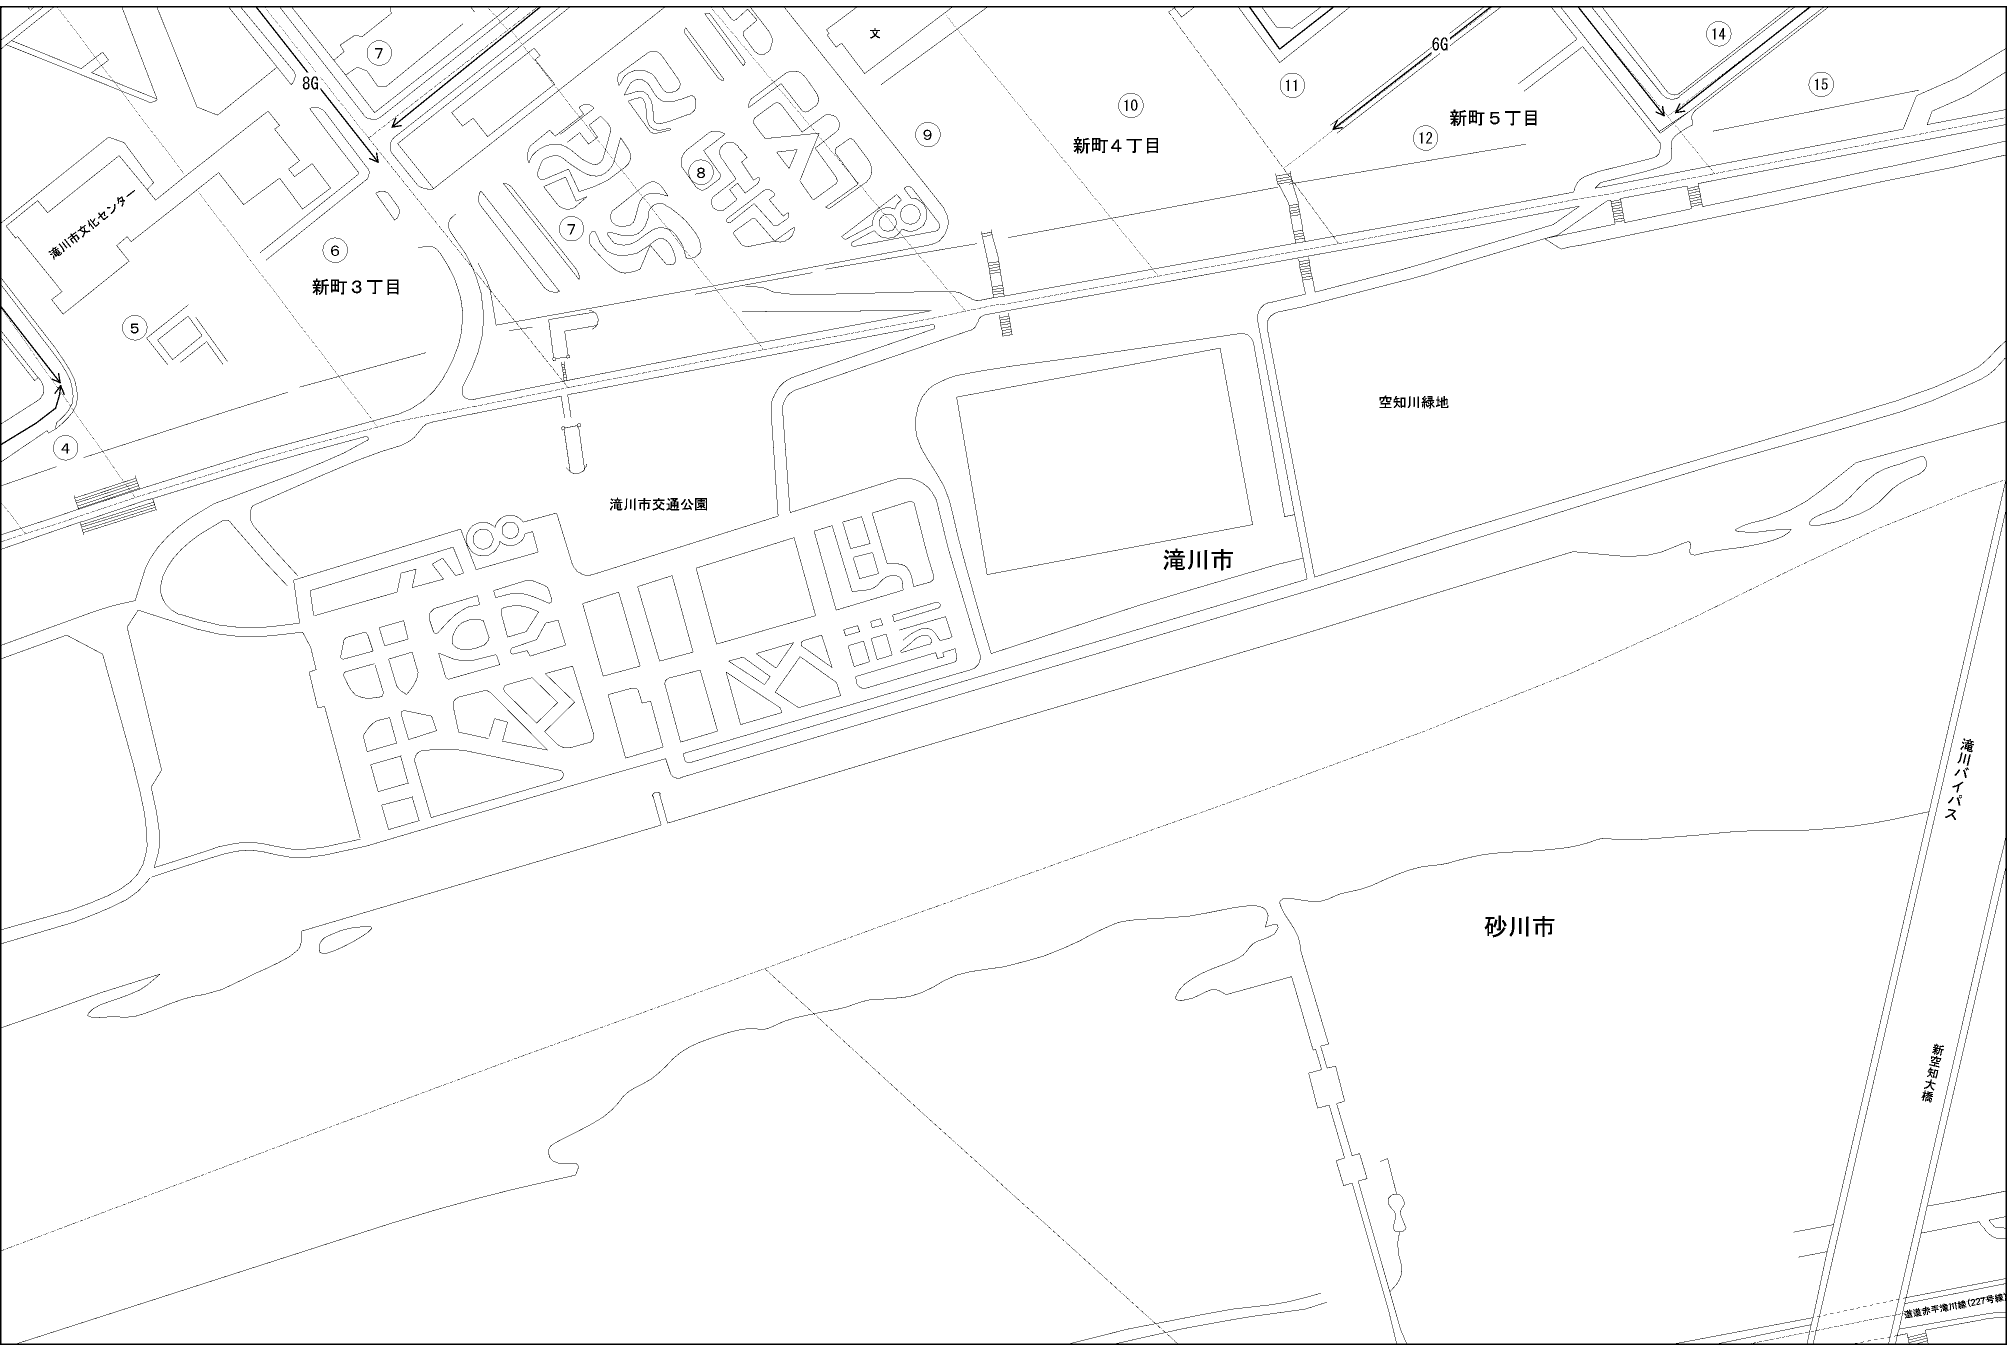 ⑦
8G
文
6G
⑭
⑪
⑮
⑩
新町４丁目
⑨
⑫
新町５丁目
滝川市文化センター
⑧
⑦
⑥
新町３丁目
⑤
空知川緑地
④
滝川市交通公園
滝川市
滝川バイパス
砂川市
新空知大橋
道道赤平滝川線(227号線)